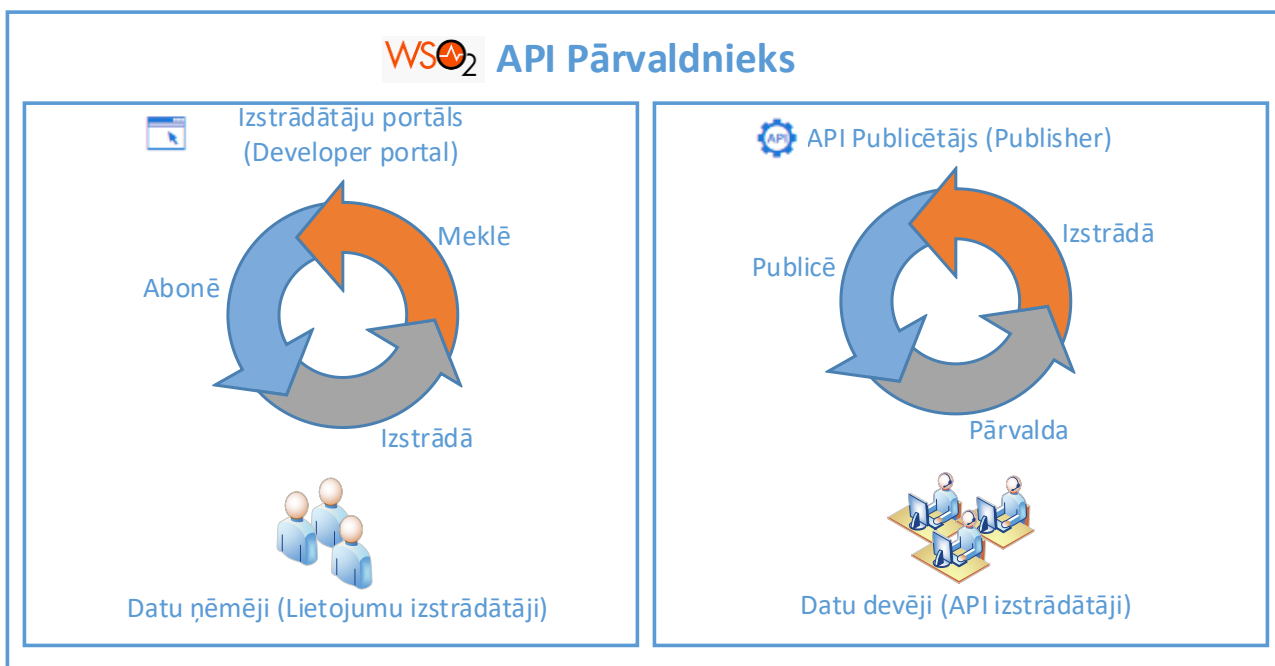 WSO2 API Pārvaldnieks
Izstrādātāju portāls
(Developer portal)
Meklē
Abonē
Izstrādā
Datu ņēmēji (Lietojumu izstrādātāji)
API
API Publicētājs (Publisher)
Izstrādā
Publicē
Pārvalda
Datu devēji (API izstrādātāji)